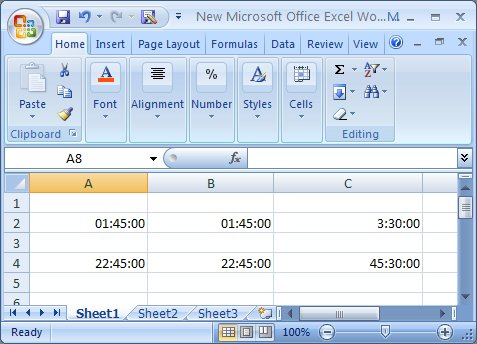 New Microsoft Office Excel Wo...M...
Home Insert Page Layout Formulas Data Review View
Paste Font Alignment Number Styles Cells
Clipboard Editing
A8 fx
A B C
1
2 01:45:00 01:45:00 3:30:00
3
4 22:45:00 22:45:00 45:30:00
5
6
Sheet1 Sheet2 Sheet3
Ready 100%